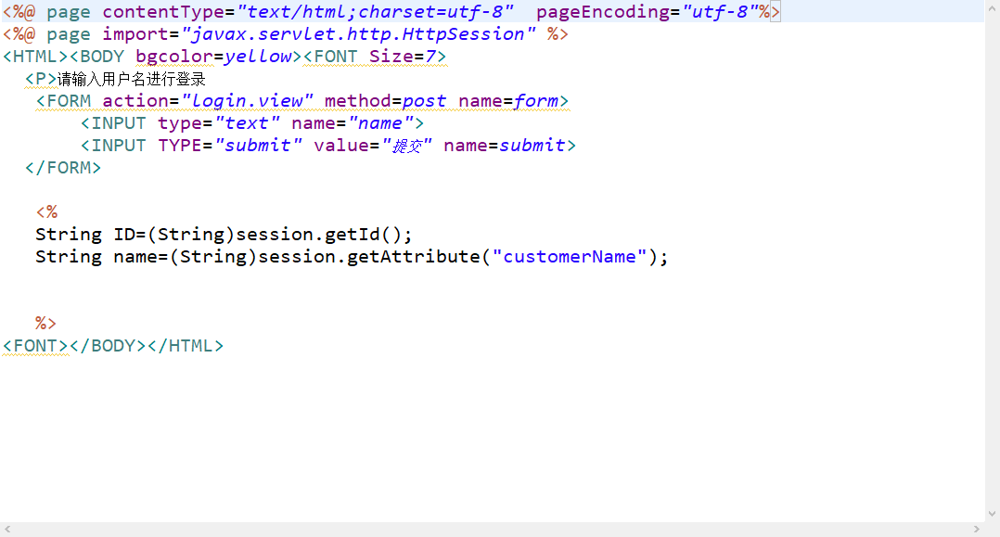 <%@ page contentType="text/html;charset=utf-8"  pageEncoding="utf-8"%>
<%@ page import="javax.servlet.http.HttpSession" %>
<HTML><BODY bgcolor=yellow><FONT Size=7>
  <P>请输入用户名进行登录
   <FORM action="login.view" method=post name=form>
       <INPUT type="text" name="name">
       <INPUT TYPE="submit" value="提交" name=submit>
  </FORM>
   <%
   String ID=(String)session.getId();
   String name=(String)session.getAttribute("customerName");
   %>
<FONT></BODY></HTML>